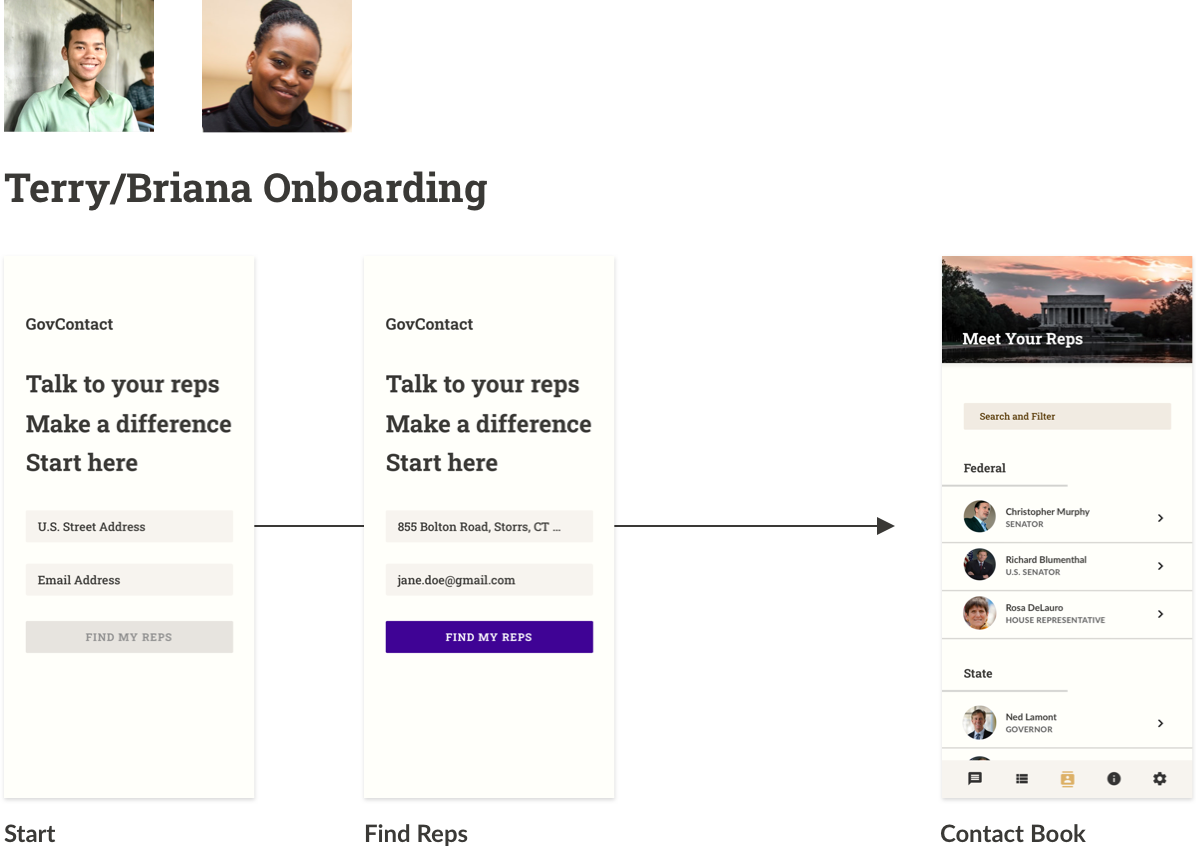 Terry/Briana Onboarding
GovContact
Talk to your reps
Make a difference
Start here
U.S. Street Address
Email Address
FIND MY REPS
Start
GovContact
Talk to your reps
Make a difference
Start here
855 Bolton Road, Storrs, CT ...
jane.doe@gmail.com
FIND MY REPS
Find Reps
Meet Your Reps
Search and Filter
Federal
Christopher Murphy
SENATOR
Richard Blumenthal
U.S. SENATOR
Rosa DeLauro
HOUSE REPRESENTATIVE
State
Ned Lamont
GOVERNOR
Contact Book